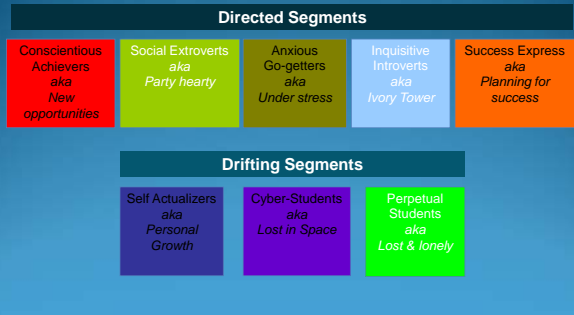 Directed Segments
Conscientious
Achievers
aka
New
opportunities
Social Extroverts
aka
Party hearty
Anxious
Go-getters
aka
Under stress
Inquisitive
Introverts
aka
Ivory Tower
Success Express
aka
Planning for
success
Drifting Segments
Self Actualizers
aka
Personal
Growth
Cyber-Students
aka
Lost in Space
Perpetual
Students
aka
Lost & lonely